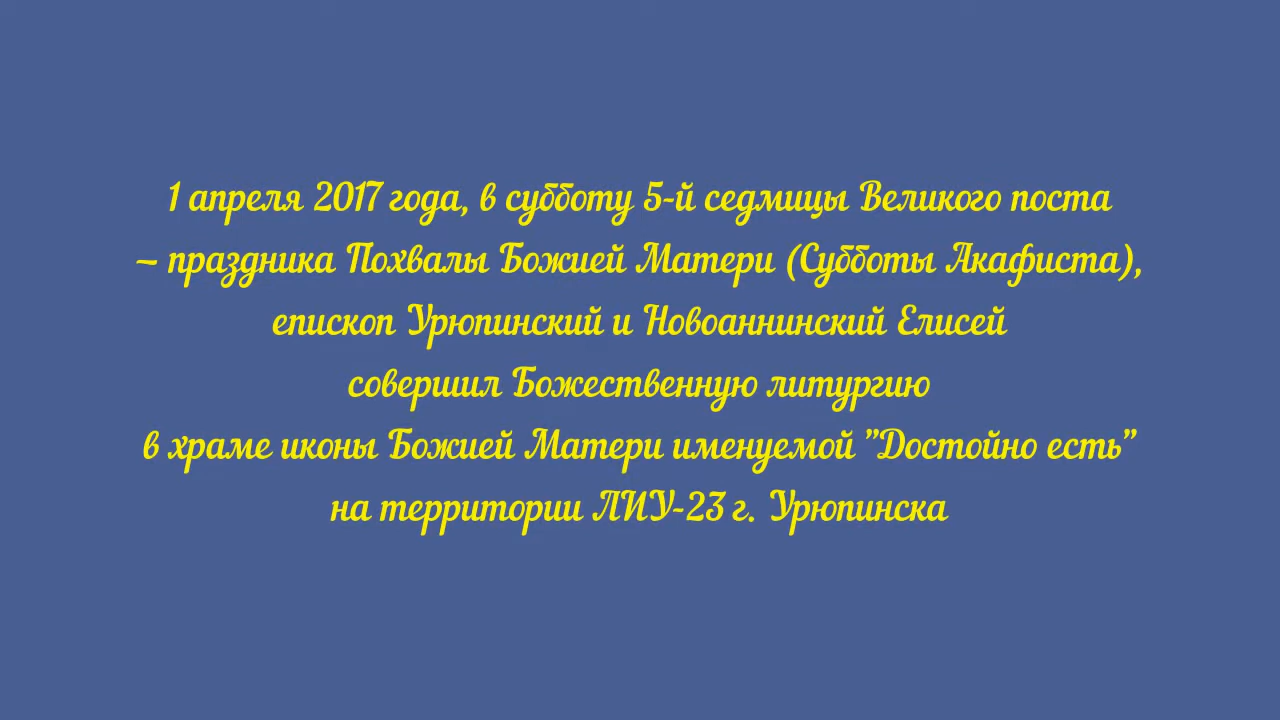 1 апреля 2017 года, в субботу 5-й седмицы Великого поста
– праздника Похвалы Божией Матери (Субботы Акафиста),
епископ Урюпинский и Новоаннинский Елисей
совершил Божественную литургию
в храме иконы Божией Матери именуемой ”Достойно есть”
на территории ЛИУ-23 г. Урюпинска